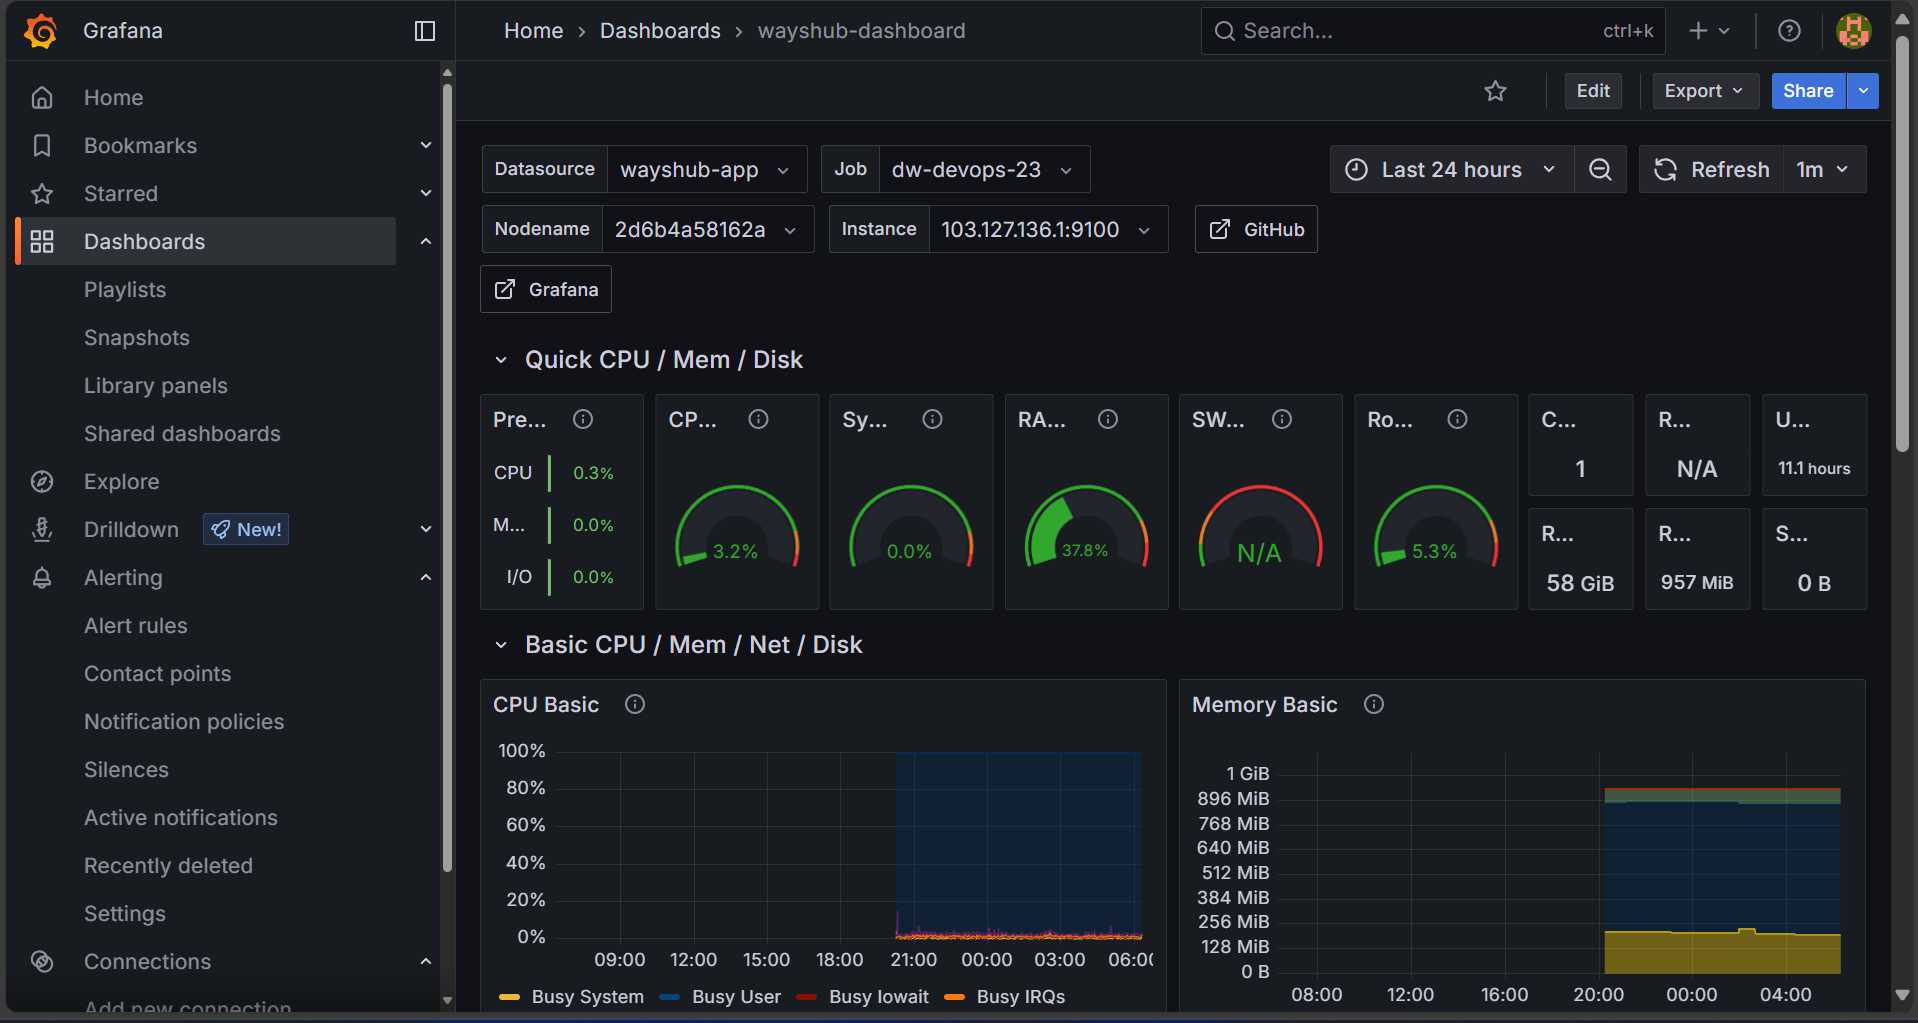 Grafana
Home › Dashboards › wayshub-dashboard
Search... ctrl+k
Home
Bookmarks
Starred
Dashboards
Playlists
Snapshots
Library panels
Shared dashboards
Explore
Drilldown New!
Alerting
Alert rules
Contact points
Notification policies
Silences
Active notifications
Recently deleted
Settings
Connections
Add new connection
Edit Export Share
Datasource wayshub-app Job dw-devops-23
Last 24 hours Refresh 1m
Nodename 2d6b4a58162a Instance 103.127.136.1:9100 GitHub
Grafana
Quick CPU / Mem / Disk
Pre...
CPU 0.3%
M... 0.0%
I/O 0.0%
CP...
3.2%
Sy...
0.0%
RA...
37.8%
SW...
N/A
Ro...
5.3%
C...
1
R...
N/A
U...
11.1 hours
R...
58 GiB
R...
957 MiB
S...
0 B
Basic CPU / Mem / Net / Disk
CPU Basic
100%
80%
60%
40%
20%
0%
09:00 12:00 15:00 18:00 21:00 00:00 03:00 06:00
Busy System Busy User Busy Iowait Busy IRQs
Memory Basic
1 GiB
896 MiB
768 MiB
640 MiB
512 MiB
384 MiB
256 MiB
128 MiB
0 B
08:00 12:00 16:00 20:00 00:00 04:00